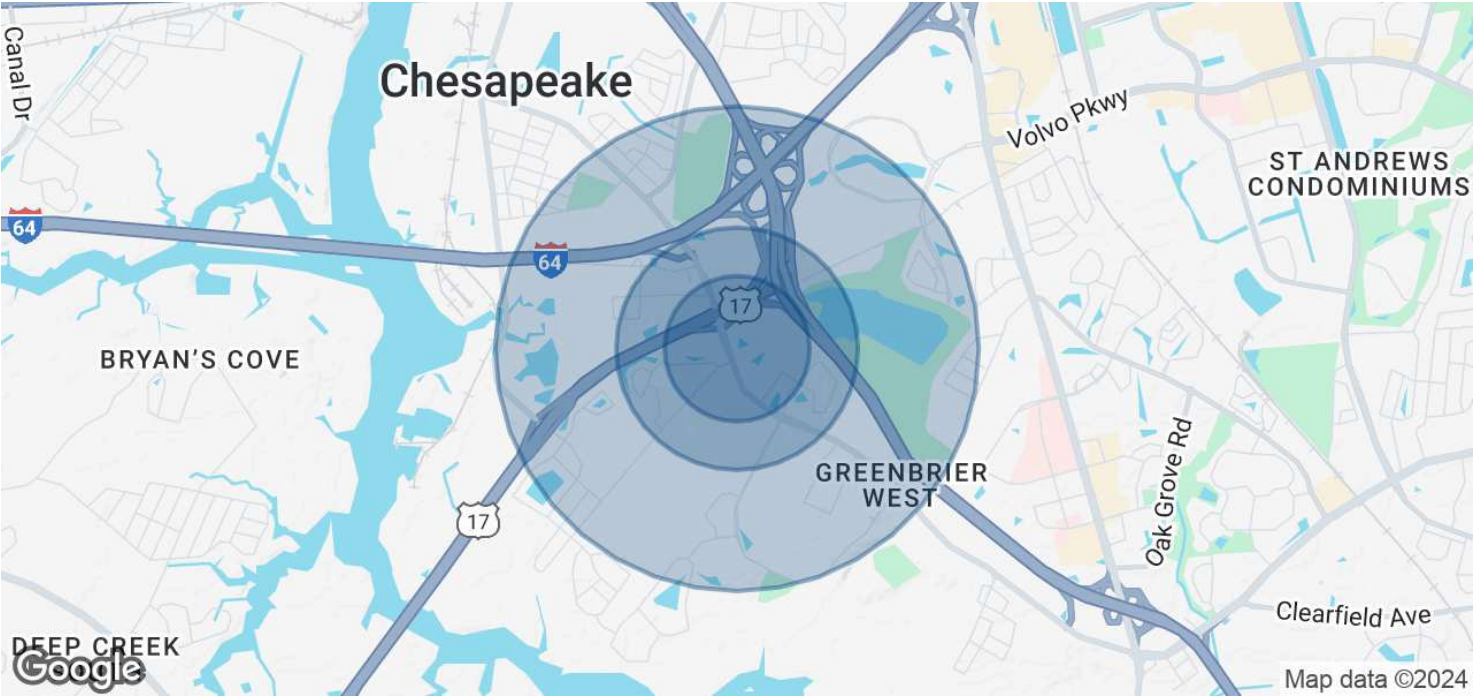 Canal Dr
Chesapeake
Volvo Pkwy
ST ANDREWS
CONDOMINIUMS
64
64
17
BRYAN'S COVE
GREENBRIER
WEST
17
Oak Grove Rd
Clearfield Ave
DEEP CREEK
Google
Map data ©2024